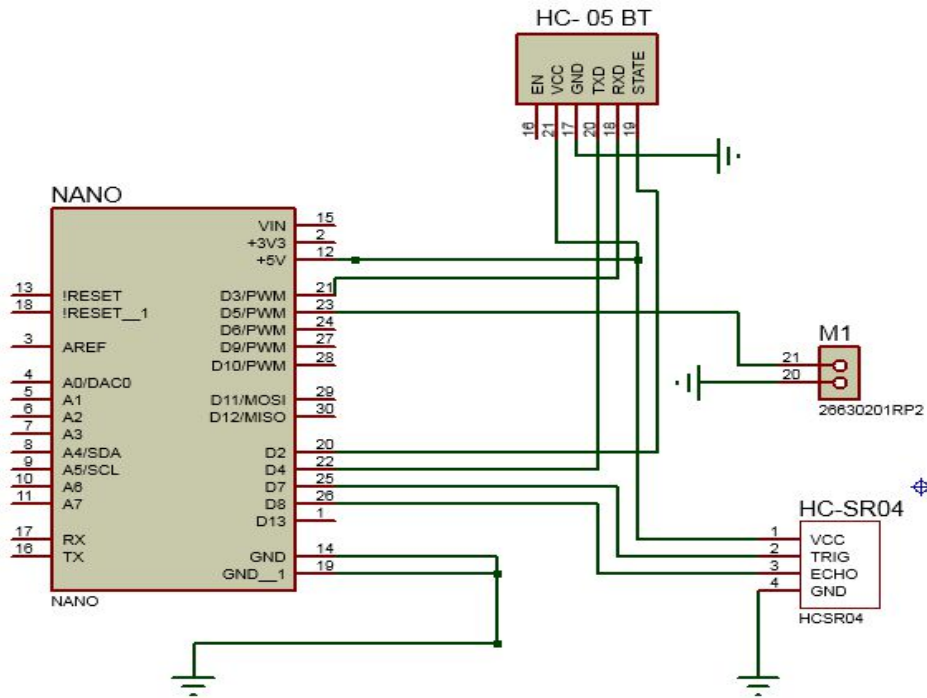 HC- 05 BT
EN
VCC
GND
TXD
RXD
STATE
16
21
17
20
18
19
NANO
VIN 15
+3V3 2
+5V 12
13 !RESET D3/PWM 21
18 !RESET__1 D5/PWM 23
D6/PWM 24
3 AREF D9/PWM 27
D10/PWM 28
4 A0/DAC0
5 A1 D11/MOSI 29
6 A2 D12/MISO 30
7 A3
8 A4/SDA D2 20
9 A5/SCL D4 22
10 A6 D7 25
11 A7 D8 26
D13 1
17 RX
16 TX GND 14
GND__1 19
NANO
M1
21
20
26630201RP2
HC-SR04
1 VCC
2 TRIG
3 ECHO
4 GND
HCSR04